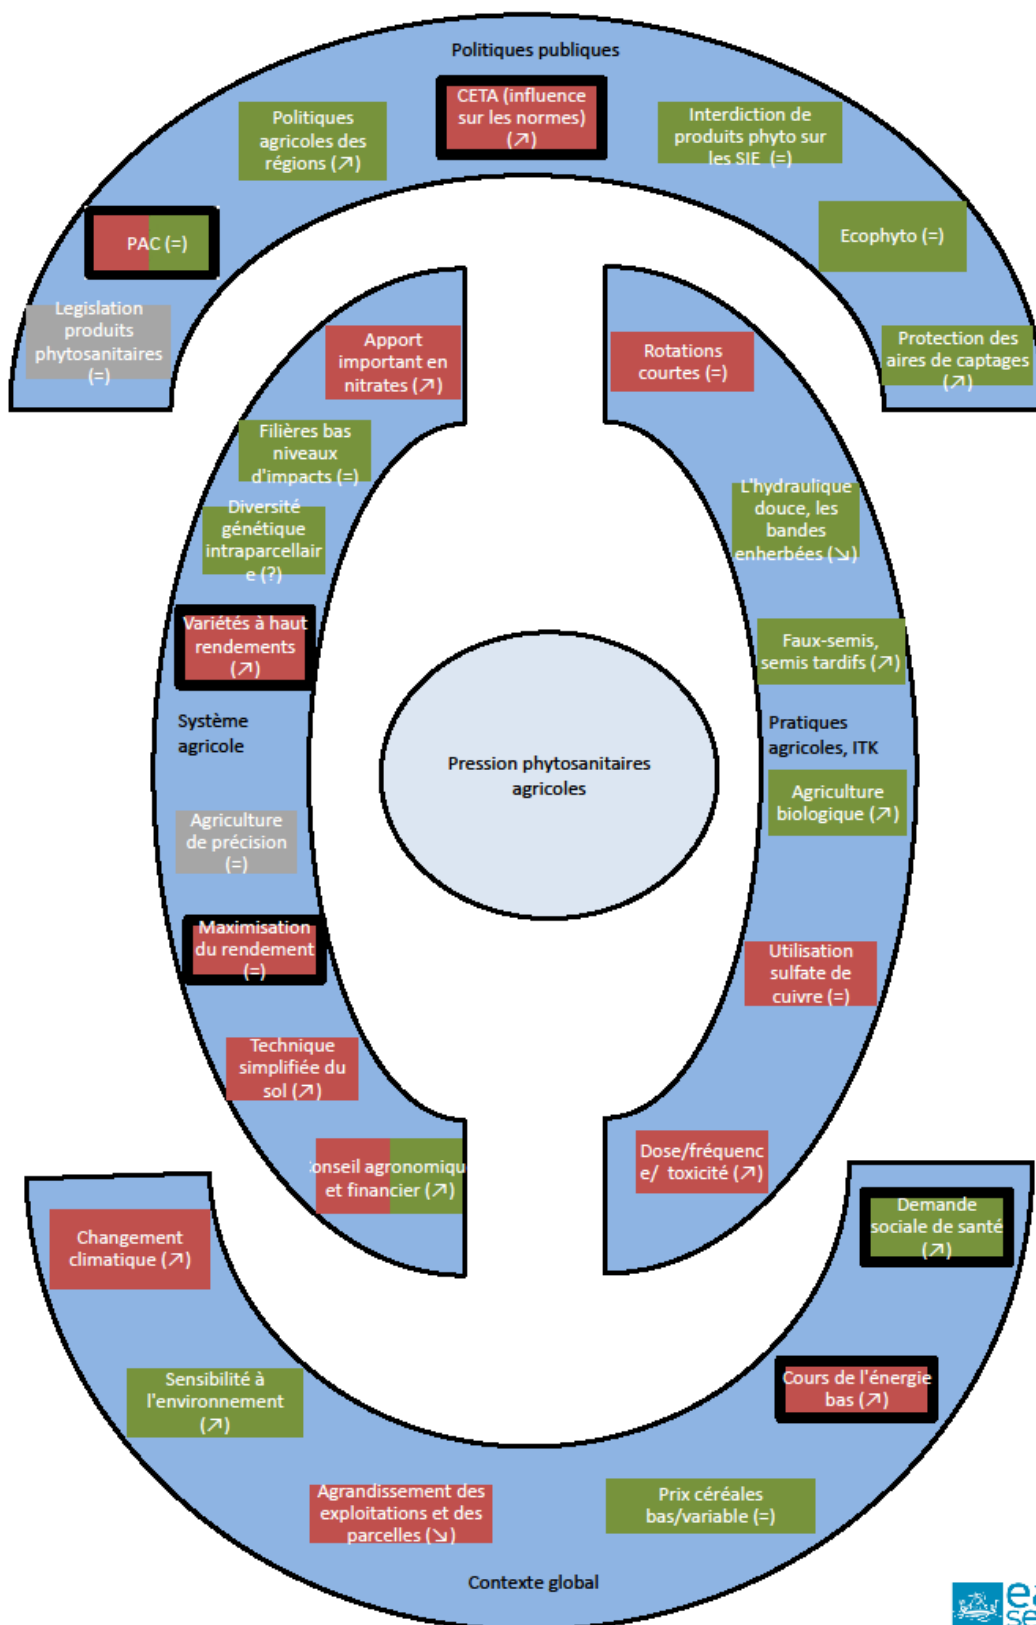 Politiques publiques
CETA (influence
sur les normes)
(↗)
Politiques
agricoles des
régions (↗)
Interdiction de
produits phyto sur
les SIE (=)
PAC (=)
Ecophyto (=)
Legislation
produits
phytosanitaires
(=)
Protection des
aires de captages
(↗)
Apport
important en
nitrates (↗)
Rotations
courtes (=)
Filières bas
niveaux
d'impacts (=)
L'hydraulique
douce, les
bandes
enherbées (↘)
Diversité
génétique
intraparcellair
e (?)
Variétés à haut
rendements
(↗)
Faux-semis,
semis tardifs (↗)
Système
agricole
Pratiques
agricoles, ITK
Pression phytosanitaires
agricoles
Agriculture
biologique (↗)
Agriculture
de précision
(=)
Maximisation
du rendement
(=)
Utilisation
sulfate de
cuivre (=)
Technique
simplifiée du
sol (↗)
Conseil agronomique
et financier (↗)
Dose/fréquenc
e/ toxicité (↗)
Changement
climatique (↗)
Demande
sociale de santé
(↗)
Sensibilité à
l'environnement
(↗)
Cours de l'énergie
bas (↗)
Agrandissement des
exploitations et des
parcelles (↘)
Prix céréales
bas/variable (=)
Contexte global